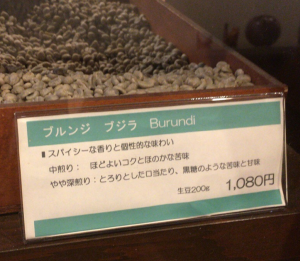 ブルンジ ブジラ Burundi
■スパイシーな香りと個性的な味わい
中煎り： ほどよいコクとほのかな苦味
やや深煎り：とろりとした口当たり、黒糖のような苦味と甘味
生豆200g 1,080円